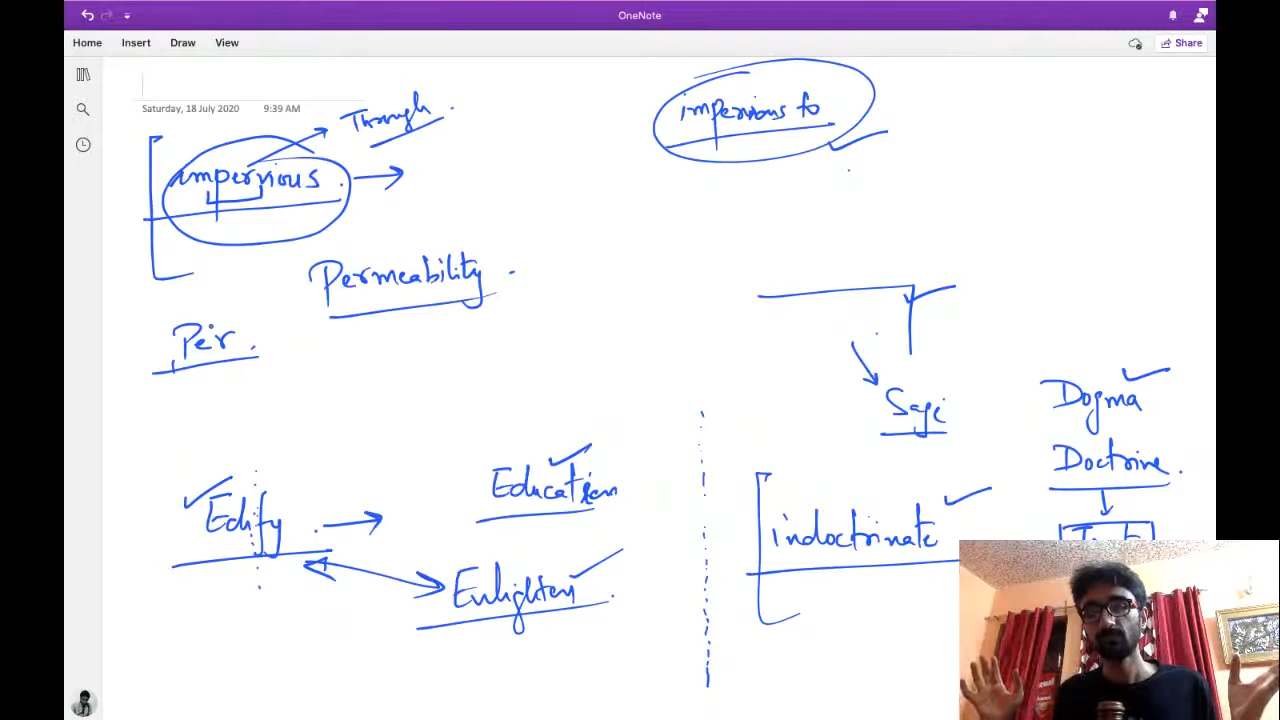 OneNote
Home Insert Draw View Share
Saturday, 18 July 2020 9:39 AM
Through.
impervious to
impervious.
Permeability.
Per.
Dogma
Doctrine.
Education
Edify
indoctrinate
Enlighten.